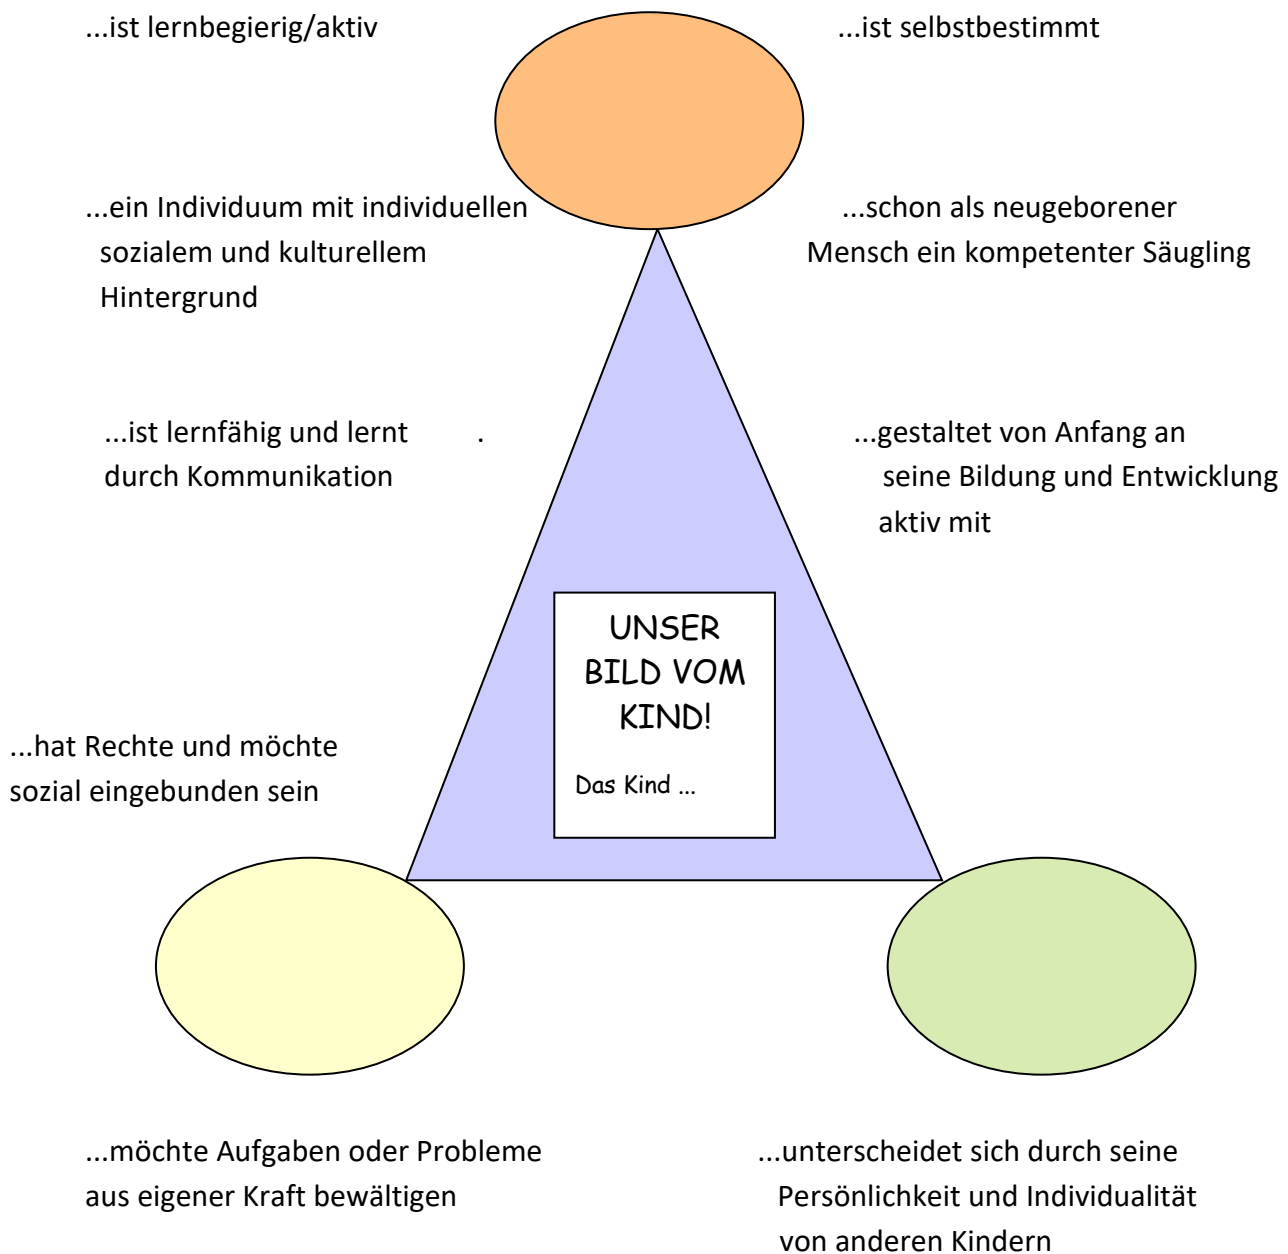 ...ist lernbegierig/aktiv
...ist selbstbestimmt
...ein Individuum mit individuellen
sozialem und kulturellem
Hintergrund
...schon als neugeborener
Mensch ein kompetenter Säugling
...ist lernfähig und lernt .
durch Kommunikation
...gestaltet von Anfang an
seine Bildung und Entwicklung
aktiv mit
UNSER
BILD VOM
KIND!
Das Kind ...
...hat Rechte und möchte
sozial eingebunden sein
...möchte Aufgaben oder Probleme
aus eigener Kraft bewältigen
...unterscheidet sich durch seine
Persönlichkeit und Individualität
von anderen Kindern